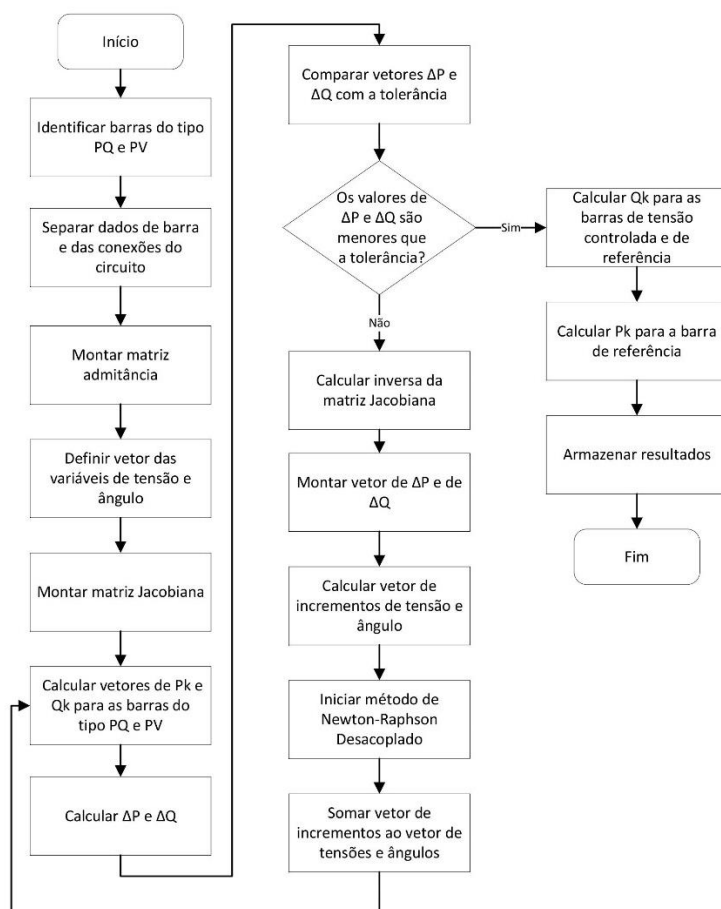 Início
Identificar barras do tipo
PQ e PV
Separar dados de barra
e das conexões do
circuito
Montar matriz
admitância
Definir vetor das
variáveis de tensão e
ângulo
Montar matriz Jacobiana
Calcular vetores de Pk e
Qk para as barras do
tipo PQ e PV
Calcular ΔP e ΔQ
Comparar vetores ΔP e
ΔQ com a tolerância
Os valores de
ΔP e ΔQ são
menores que
a tolerância?
Sim
Não
Calcular inversa da
matriz Jacobiana
Montar vetor de ΔP e de
ΔQ
Calcular vetor de
incrementos de tensão e
ângulo
Iniciar método de
Newton-Raphson
Desacoplado
Somar vetor de
incrementos ao vetor de
tensões e ângulos
Calcular Qk para as
barras de tensão
controlada e de
referência
Calcular Pk para a barra
de referência
Armazenar resultados
Fim